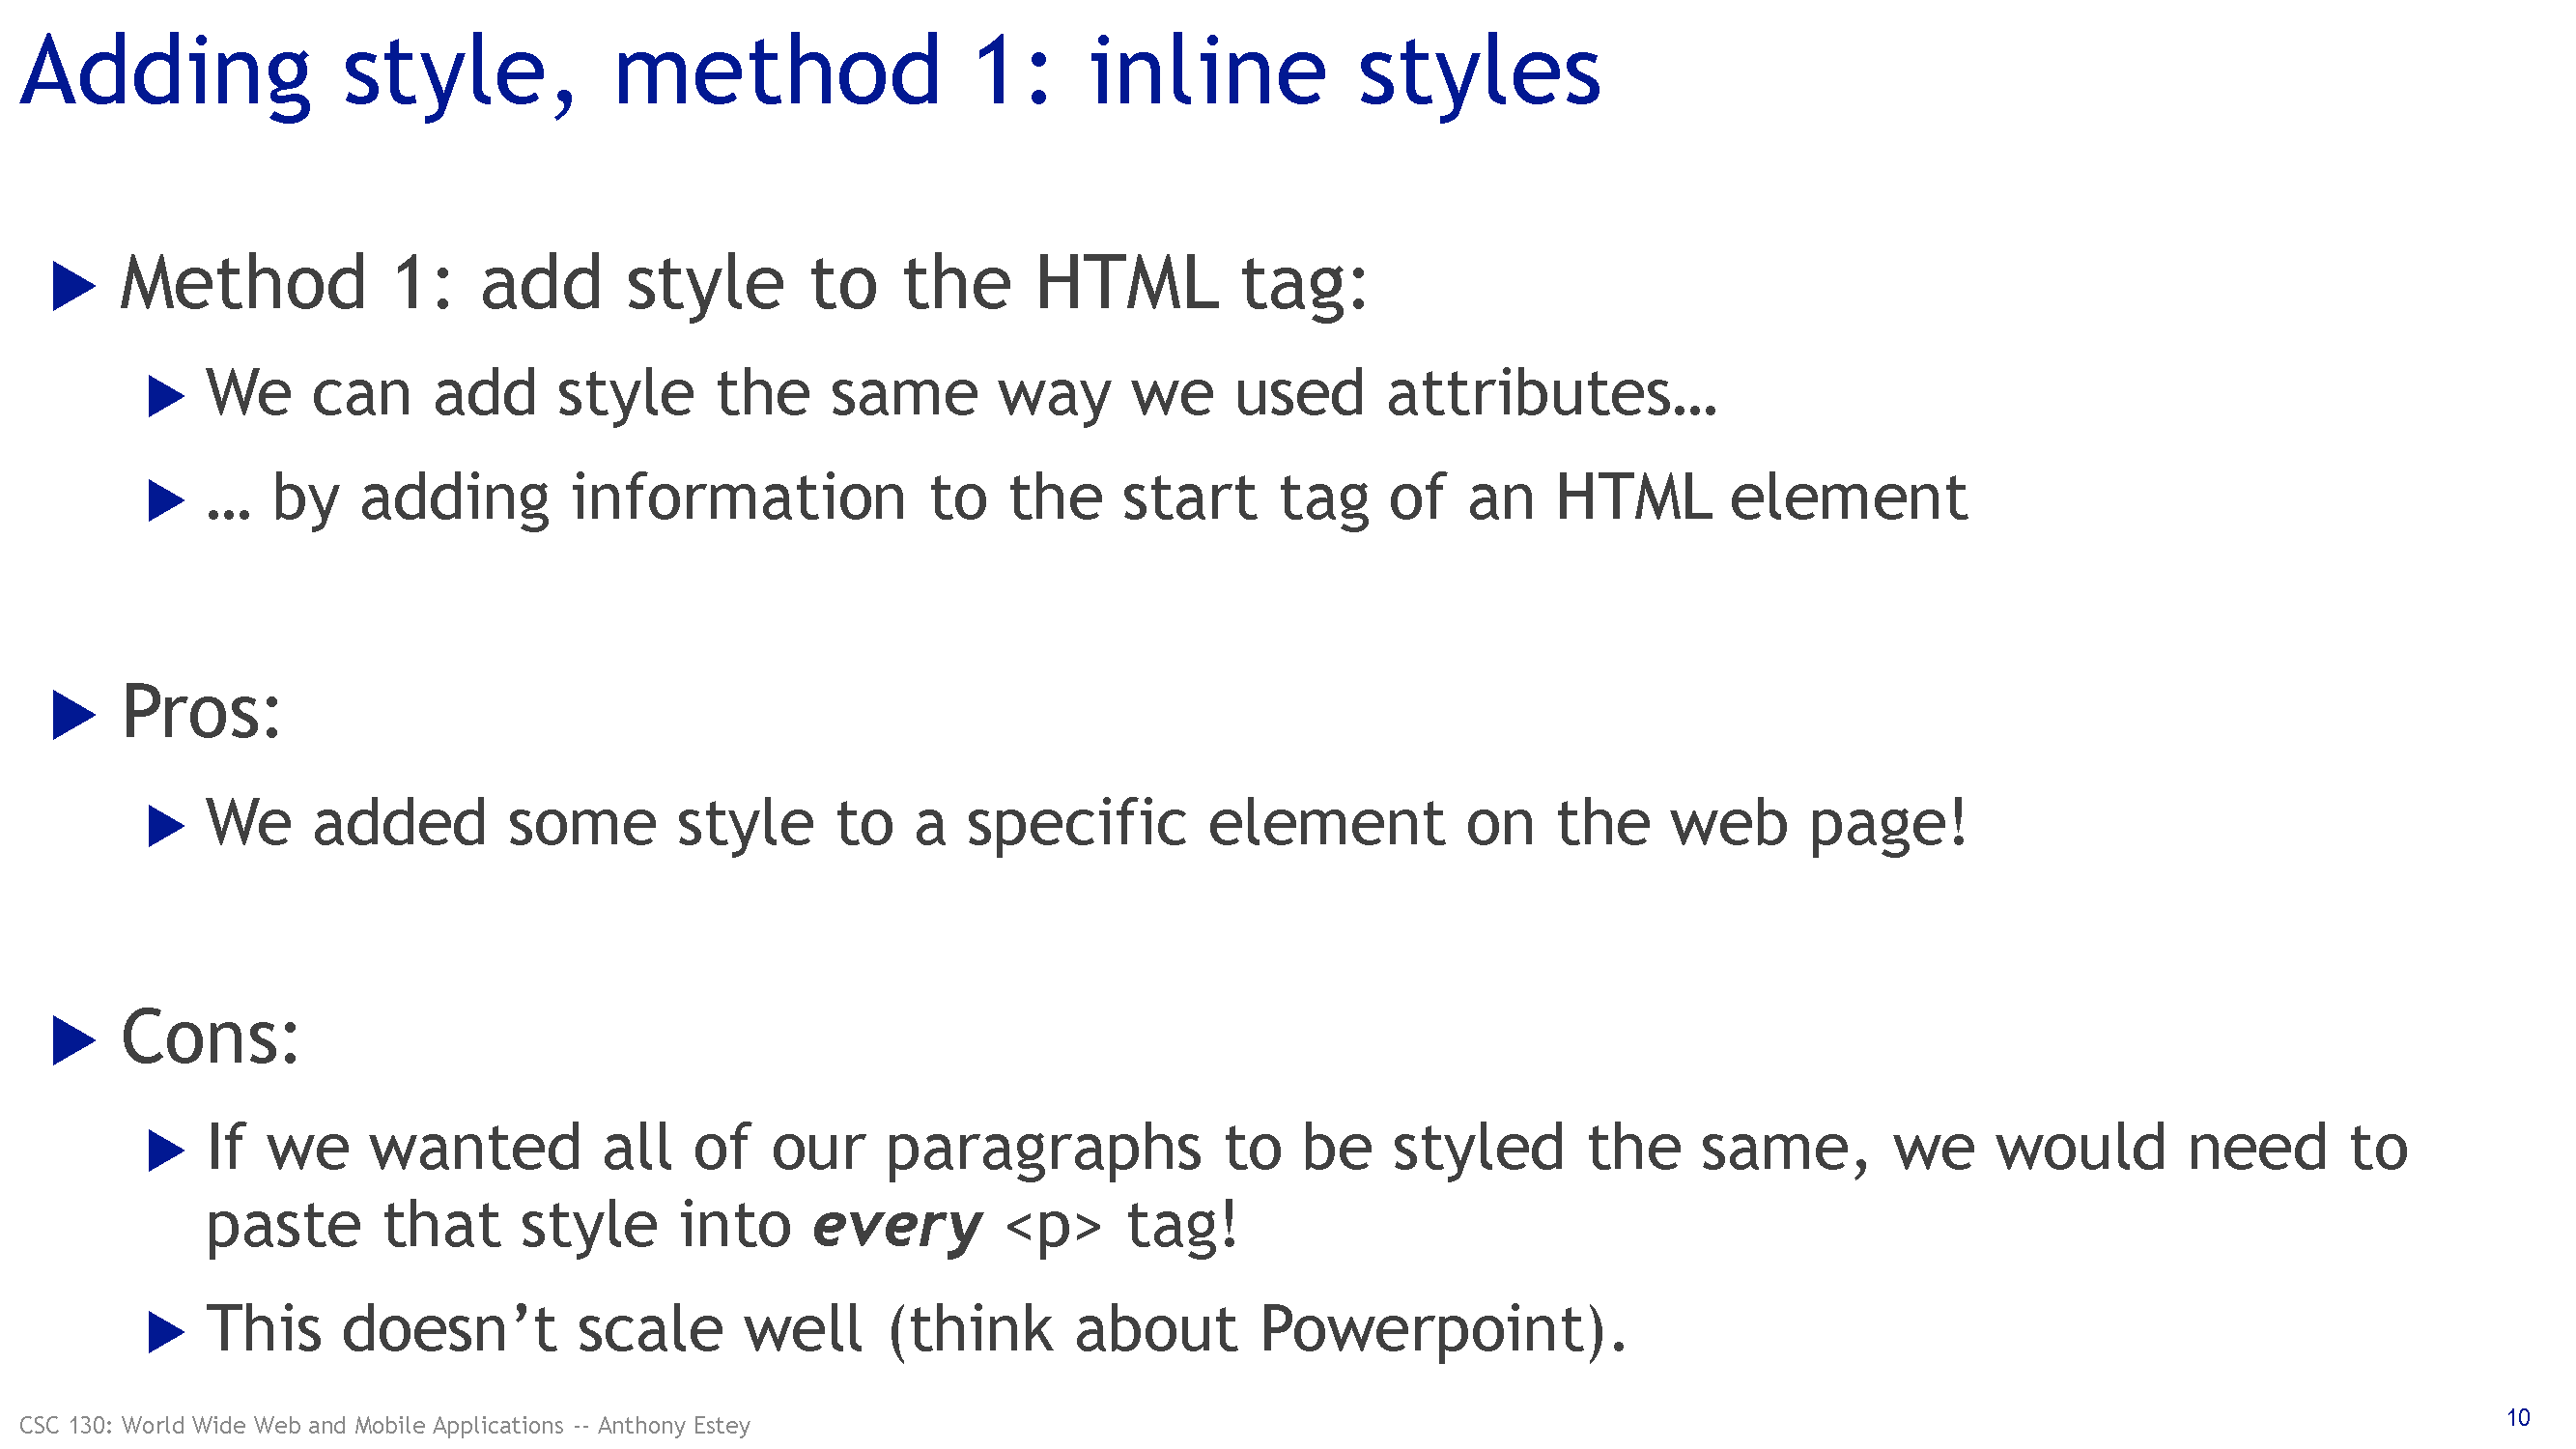 Adding style, method 1: inline styles
▶ Method 1: add style to the HTML tag:
▶ We can add style the same way we used attributes…
▶ … by adding information to the start tag of an HTML element
▶ Pros:
▶ We added some style to a specific element on the web page!
▶ Cons:
▶ If we wanted all of our paragraphs to be styled the same, we would need to
paste that style into every <p> tag!
▶ This doesn’t scale well (think about Powerpoint).
CSC 130: World Wide Web and Mobile Applications -- Anthony Estey
10